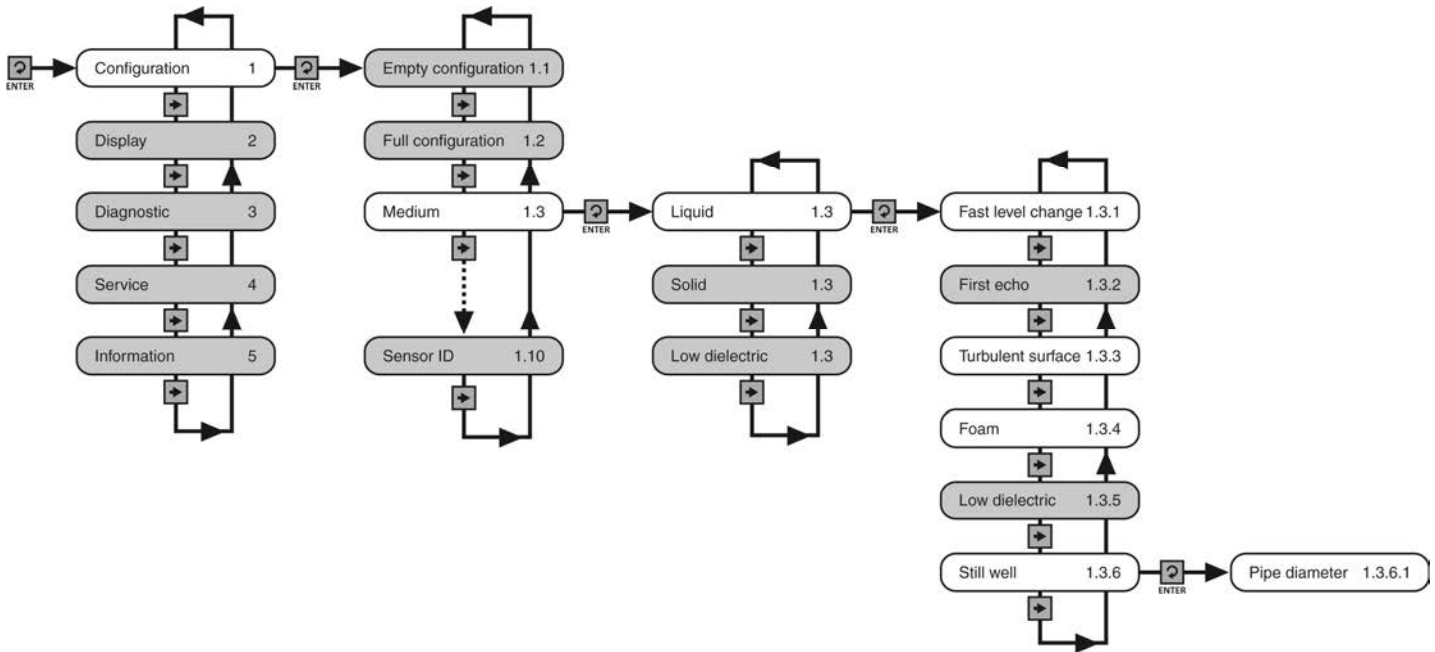 ENTER
Configuration 1
Display 2
Diagnostic 3
Service 4
Information 5
ENTER
Empty configuration 1.1
Full configuration 1.2
Medium 1.3
Sensor ID 1.10
ENTER
Liquid 1.3
Solid 1.3
Low dielectric 1.3
ENTER
Fast level change 1.3.1
First echo 1.3.2
Turbulent surface 1.3.3
Foam 1.3.4
Low dielectric 1.3.5
Still well 1.3.6
ENTER
Pipe diameter 1.3.6.1